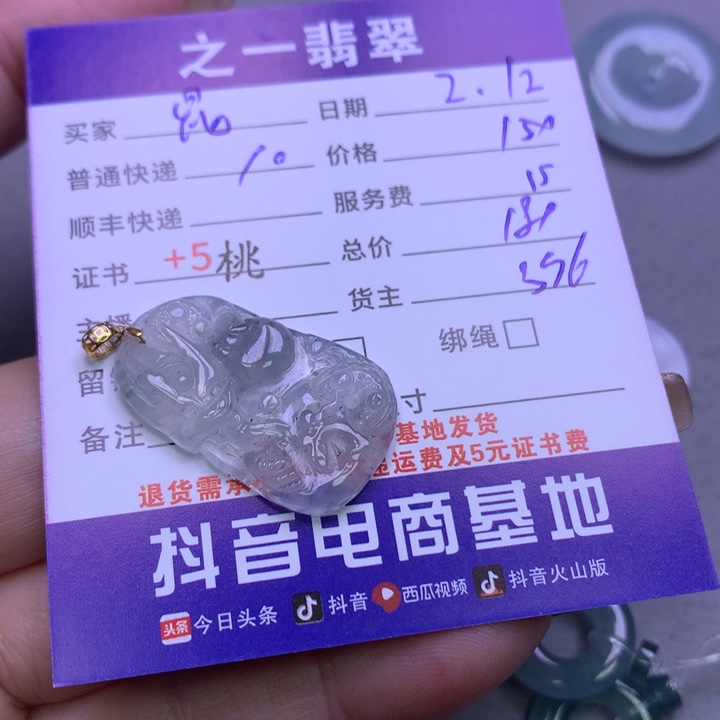 之一翡翠
买家 日期 2.12
普通快递 10 价格 150
顺丰快递 服务费 15
证书 +5 桃 总价
货主 396
留 绑绳
备注 寸
基地发货
退货需承 运费及5元证书费
抖音电商基地
头条 今日头条 抖音 西瓜视频 抖音火山版